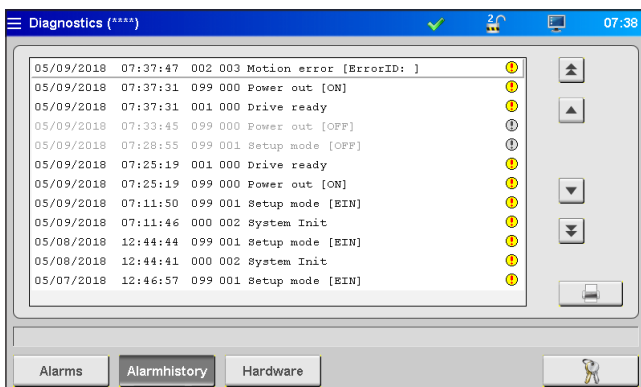 Diagnostics (****) 2 07:38
05/09/2018 07:37:47 002 003 Motion error [ErrorID: ]
05/09/2018 07:37:31 099 000 Power out [ON]
05/09/2018 07:37:31 001 000 Drive ready
05/09/2018 07:33:45 099 000 Power out [OFF]
05/09/2018 07:28:55 099 001 Setup mode [OFF]
05/09/2018 07:25:19 001 000 Drive ready
05/09/2018 07:25:19 099 000 Power out [ON]
05/09/2018 07:11:50 099 001 Setup mode [EIN]
05/09/2018 07:11:46 000 002 System Init
05/08/2018 12:44:44 099 001 Setup mode [EIN]
05/08/2018 12:44:41 000 002 System Init
05/07/2018 12:46:57 099 001 Setup mode [EIN]
Alarms Alarmhistory Hardware